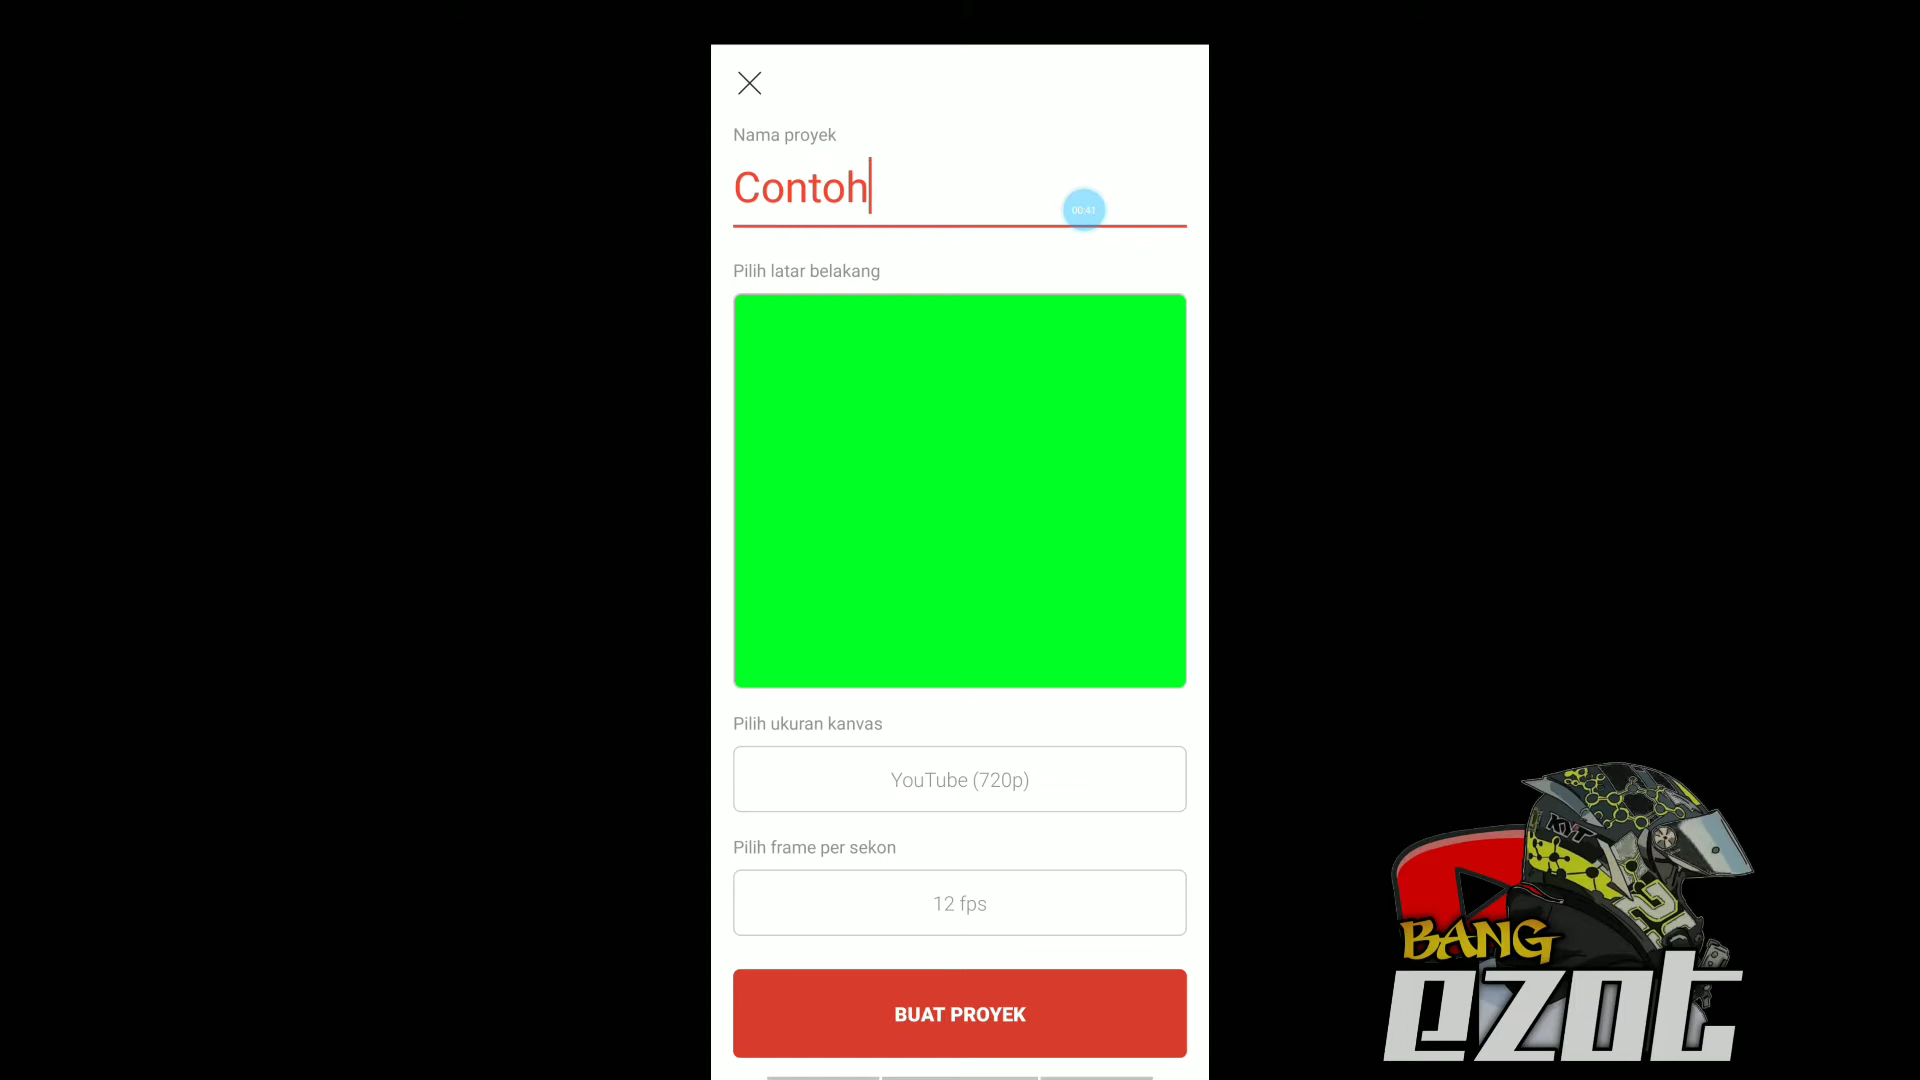 Nama proyek
Contoh
00:41
Pilih latar belakang
Pilih ukuran kanvas
YouTube (720p)
Pilih frame per sekon
12 fps
BUAT PROYEK
KYT
BANG
ezot